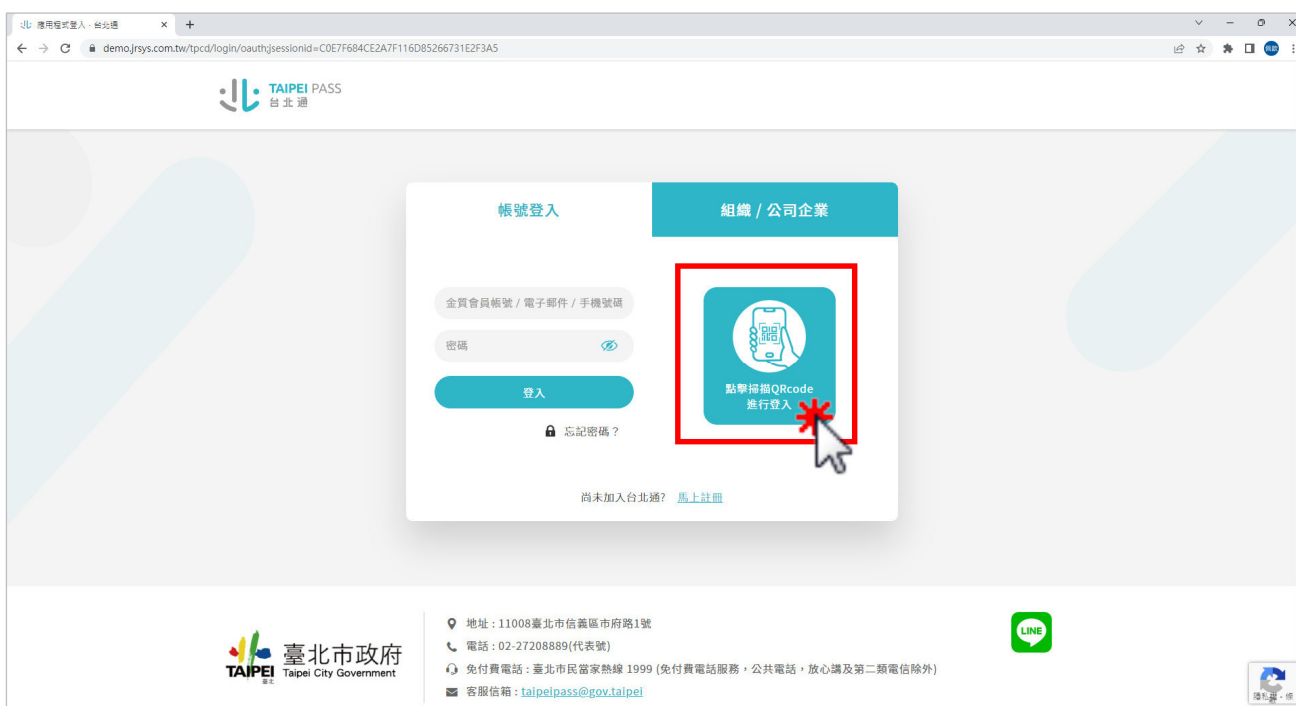 應用程式登入 - 台北通
demo.jrsys.com.tw/tpcd/login/oauth;jsessionid=C0E7F684CE2A7F116D85266731E2F3A5
TAIPEI PASS
台北通
帳號登入
組織 / 公司企業
金質會員帳號 / 電子郵件 / 手機號碼
密碼
登入
忘記密碼？
點擊掃描QRcode
進行登入
尚未加入台北通? 馬上註冊
TAIPEI
臺北
臺北市政府
Taipei City Government
地址 : 11008臺北市信義區市府路1號
電話 : 02-27208889(代表號)
免付費電話 : 臺北市民當家熱線 1999 (免付費電話服務，公共電話，放心講及第二類電信除外)
客服信箱 : taipeipass@gov.taipei
LINE
隱私權 - 條